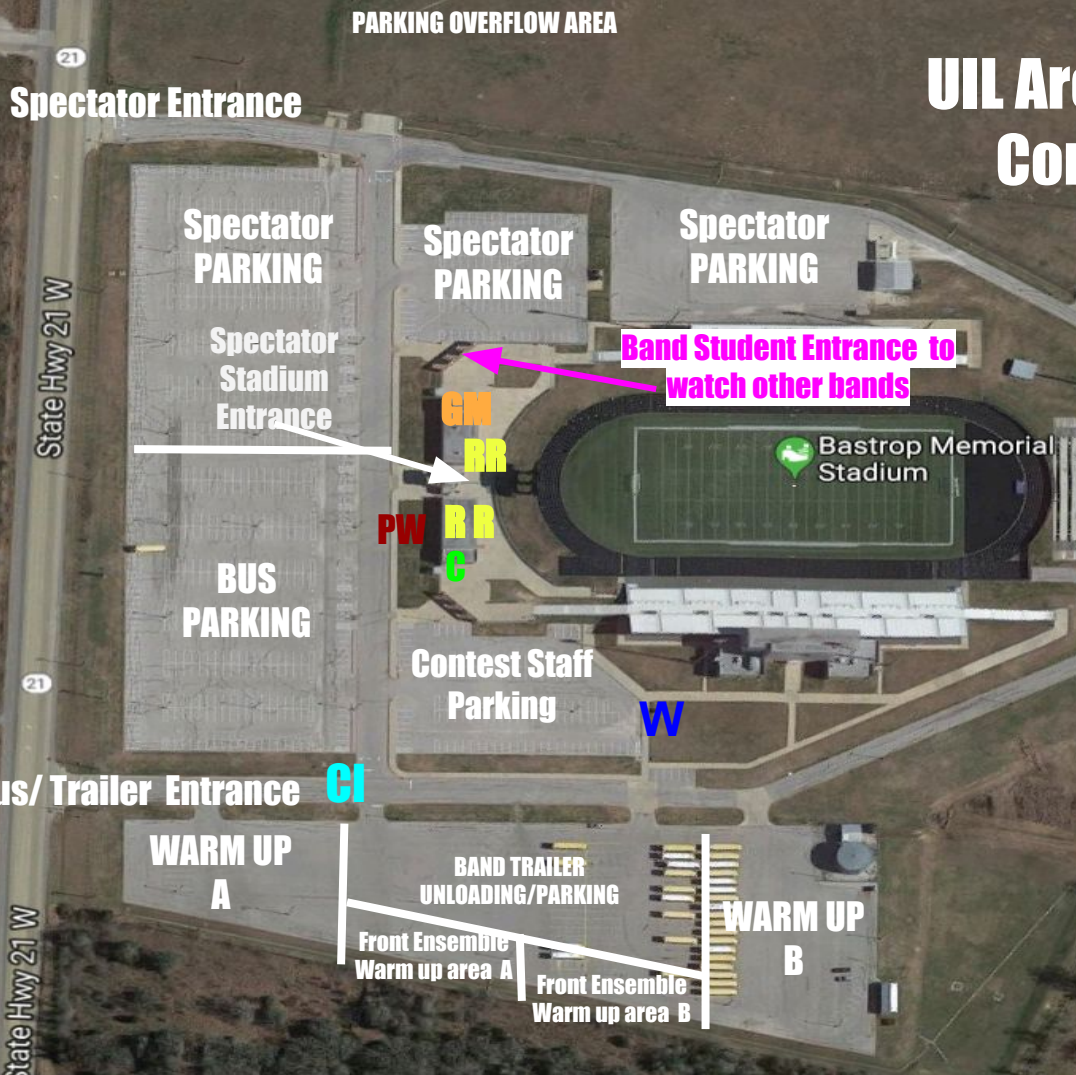 PARKING OVERFLOW AREA
21
UIL Are
Spectator Entrance
Con
Spectator
PARKING
Spectator
PARKING
Spectator
PARKING
State Hwy 21 W
Spectator
Stadium
Entrance
Band Student Entrance to
watch other bands
GM
RR
Bastrop Memorial
Stadium
PW
R R
C
BUS
PARKING
Contest Staff
Parking
21
W
us/ Trailer Entrance
CI
WARM UP
A
BAND TRAILER
UNLOADING/PARKING
WARM UP
B
Front Ensemble
Warm up area A
Front Ensemble
Warm up area B
State Hwy 21 W